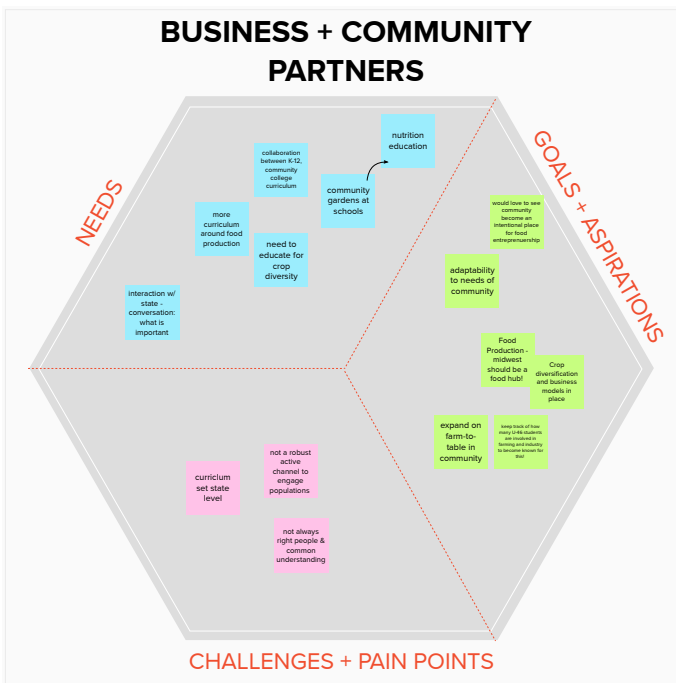 BUSINESS + COMMUNITY
PARTNERS
NEEDS
nutrition
education
collaboration
between K-12,
community
college
curriculum
community
gardens at
schools
more
curriculum
around food
production
need to
educate for
crop
diversity
interaction w/
state -
conversation:
what is
important
GOALS + ASPIRATIONS
would love to see
community
become an
intentional place
for food
entreprenuership
adaptability
to needs of
community
Food
Production -
midwest
should be a
food hub!
Crop
diversification
and business
models in
place
expand on
farm-to-
table in
community
keep track of how
many U-46 students
are involved in
farming and industry
to become known for
this!
curriclum
set state
level
not a robust
active
channel to
engage
populations
not always
right people &
common
understanding
CHALLENGES + PAIN POINTS